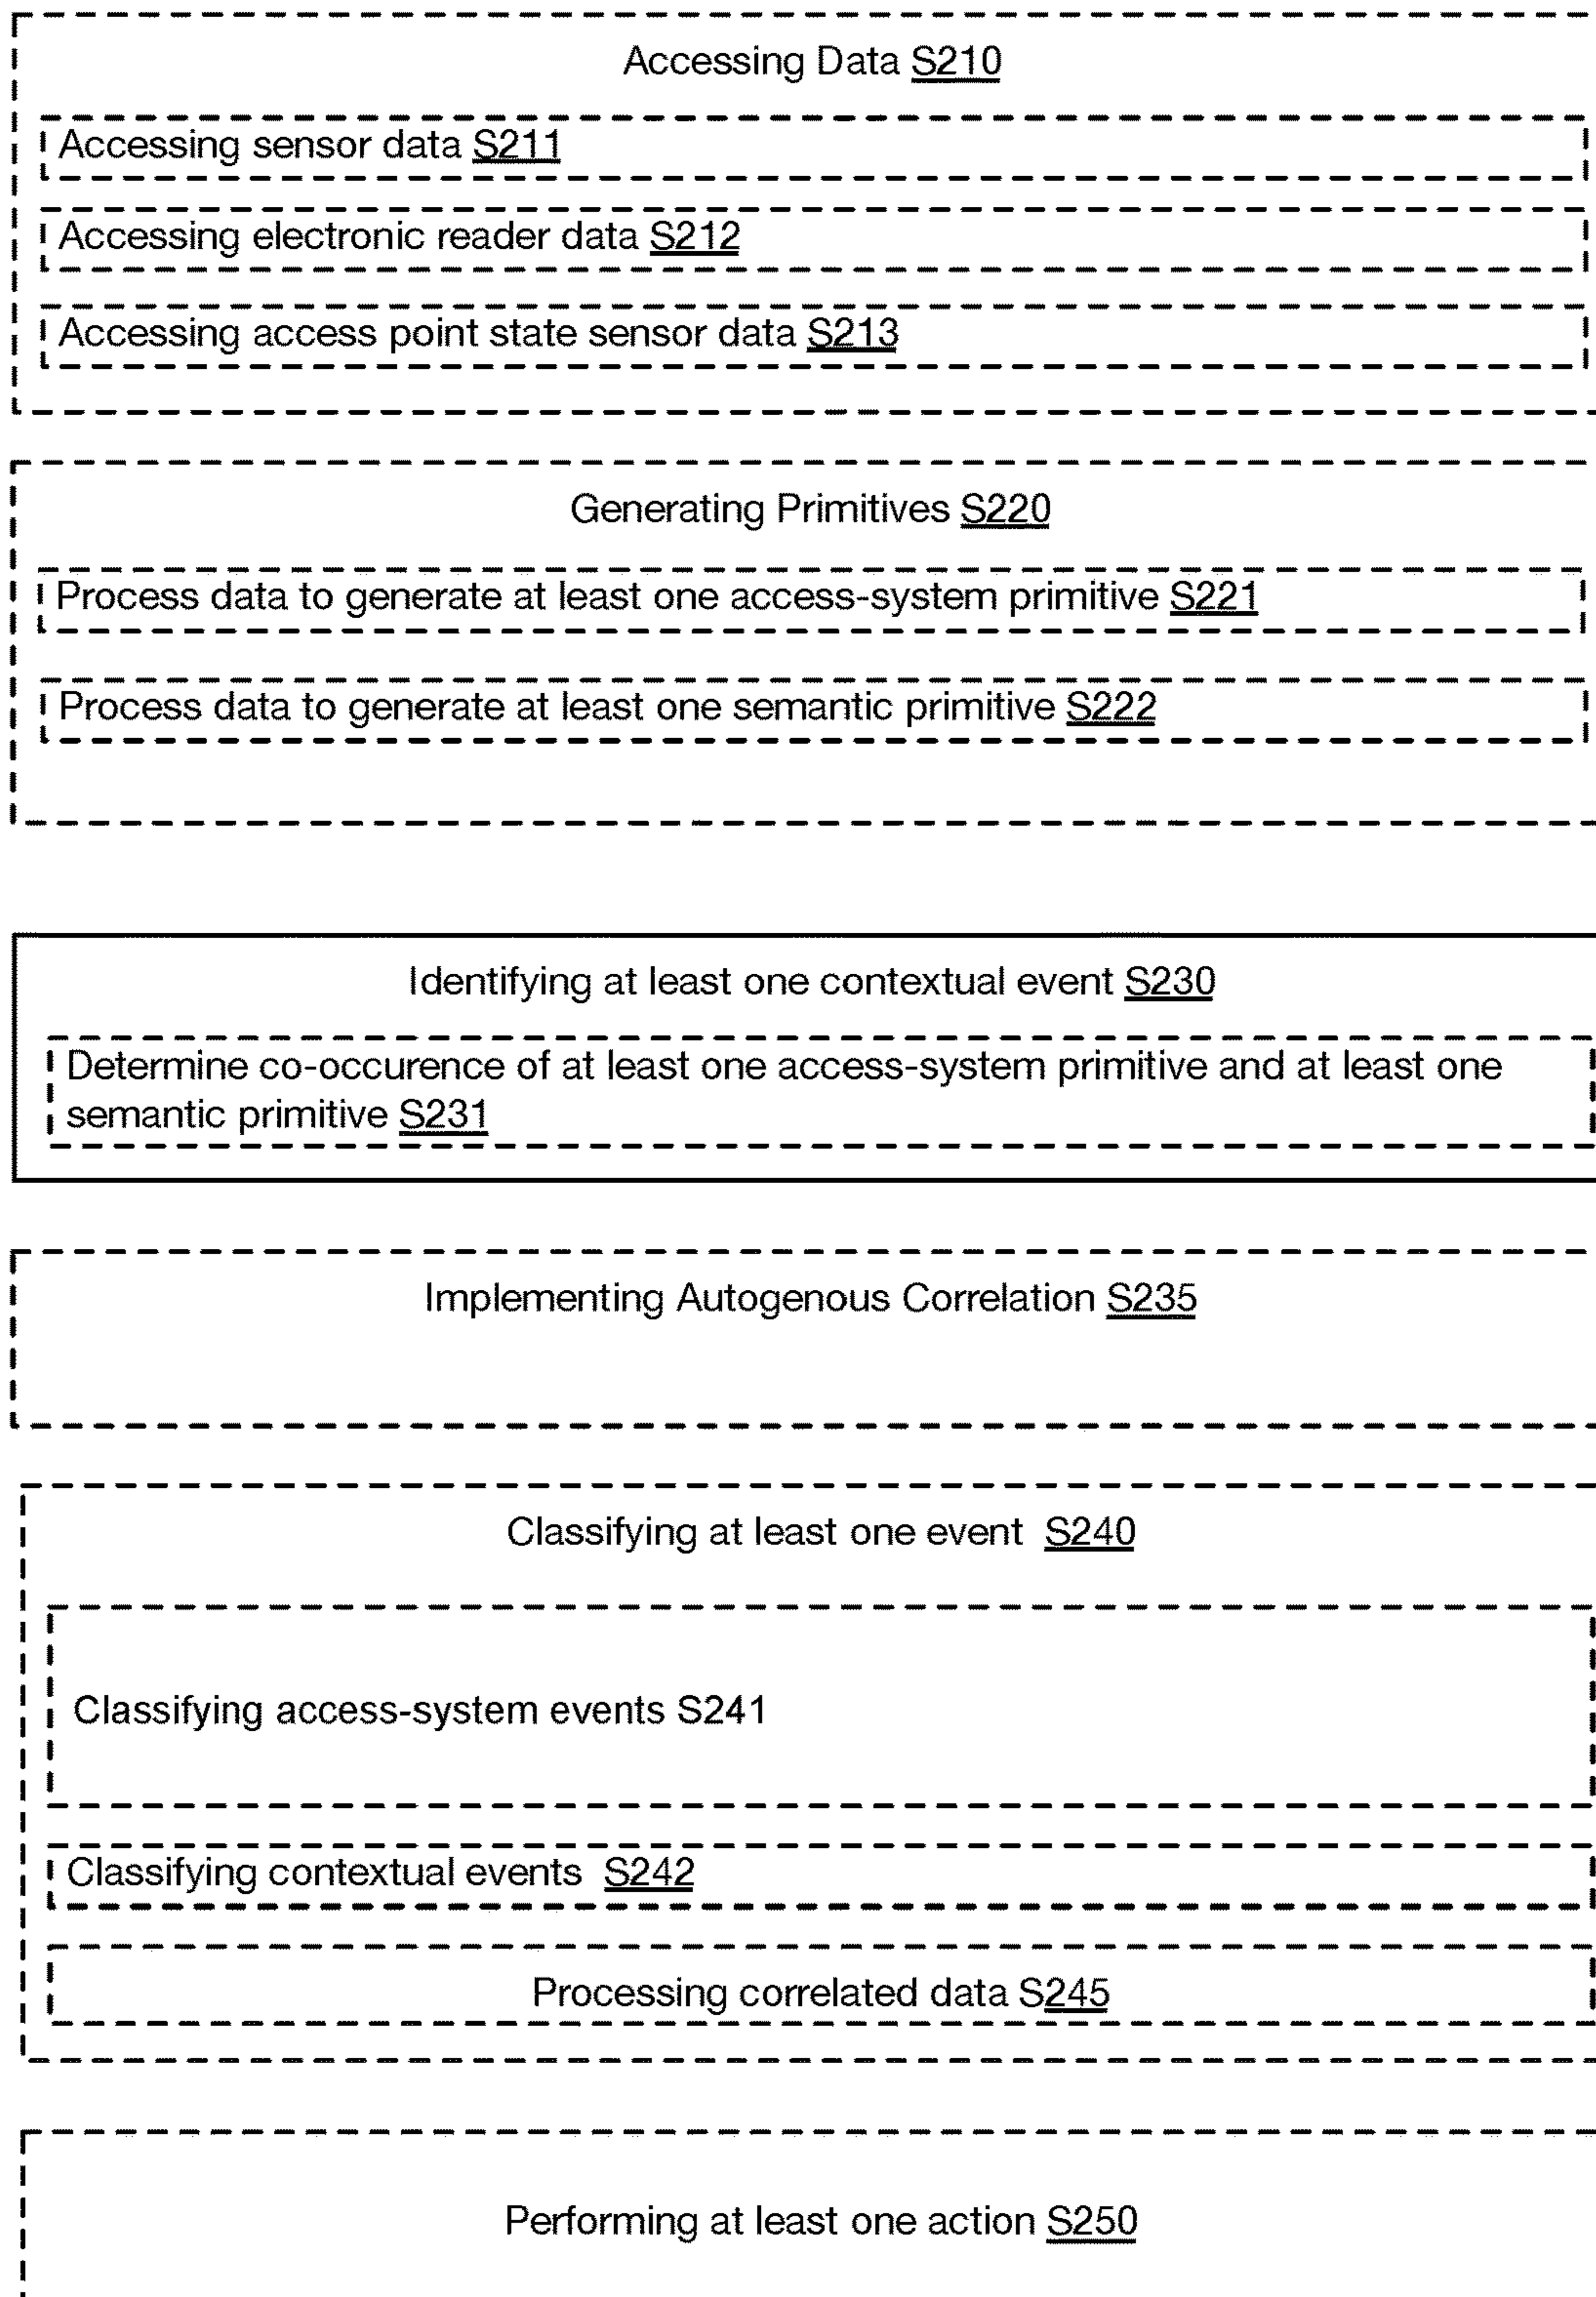 Accessing Data S210
Accessing sensor data S211
Accessing electronic reader data S212
Accessing access point state sensor data S213
Generating Primitives S220
Process data to generate at least one access-system primitive S221
Process data to generate at least one semantic primitive S222
Identifying at least one contextual event S230
Determine co-occurence of at least one access-system primitive and at least one
semantic primitive S231
Implementing Autogenous Correlation S235
Classifying at least one event S240
Classifying access-system events S241
Classifying contextual events S242
Processing correlated data S245
Performing at least one action S250